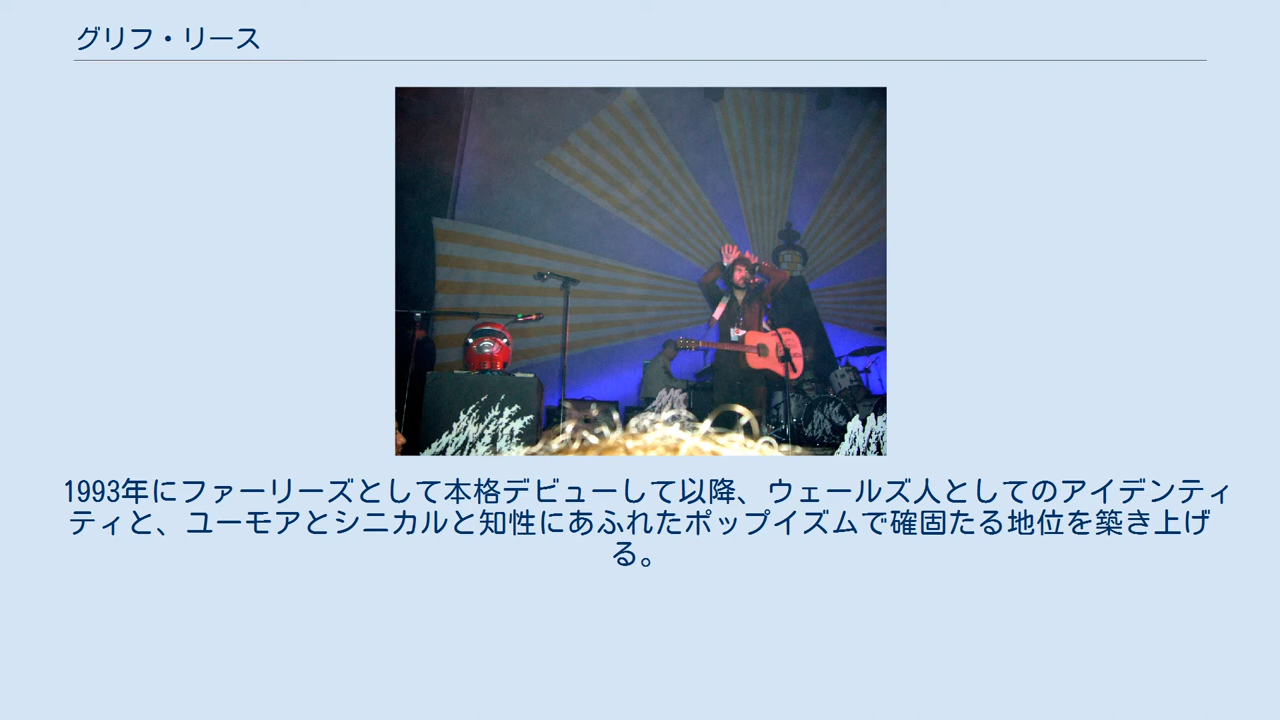 グリフ・リース
1993年にファーリーズとして本格デビューして以降、ウェールズ人としてのアイデンティ
ティと、ユーモアとシニカルと知性にあふれたポップイズムで確固たる地位を築き上げ
る。